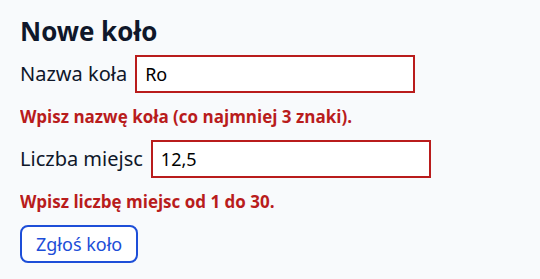 Nowe koło
Nazwa koła Ro
Wpisz nazwę koła (co najmniej 3 znaki).
Liczba miejsc 12,5
Wpisz liczbę miejsc od 1 do 30.
Zgłoś koło